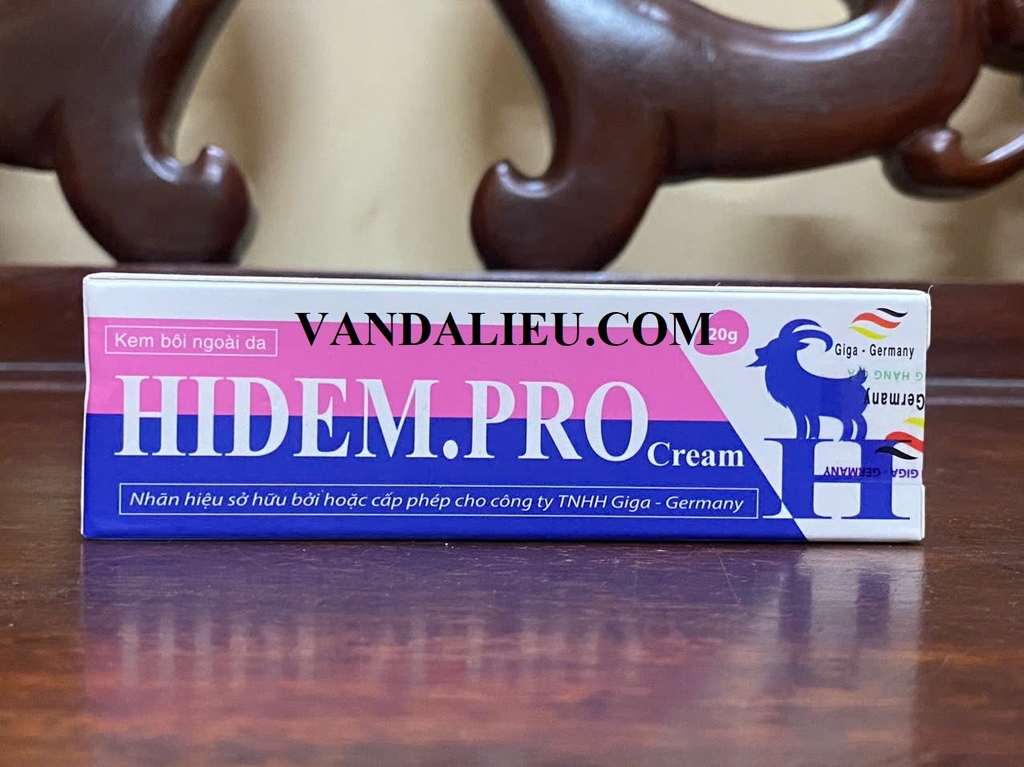 VANDALIEU.COM
Kem bôi ngoài da
20g
HIDEM.PRO
Cream
Nhãn hiệu sở hữu bởi hoặc cấp phép cho công ty TNHH Giga - Germany
Giga - Germany
G HÀNG
Germany
GIGA - GERMANY
H